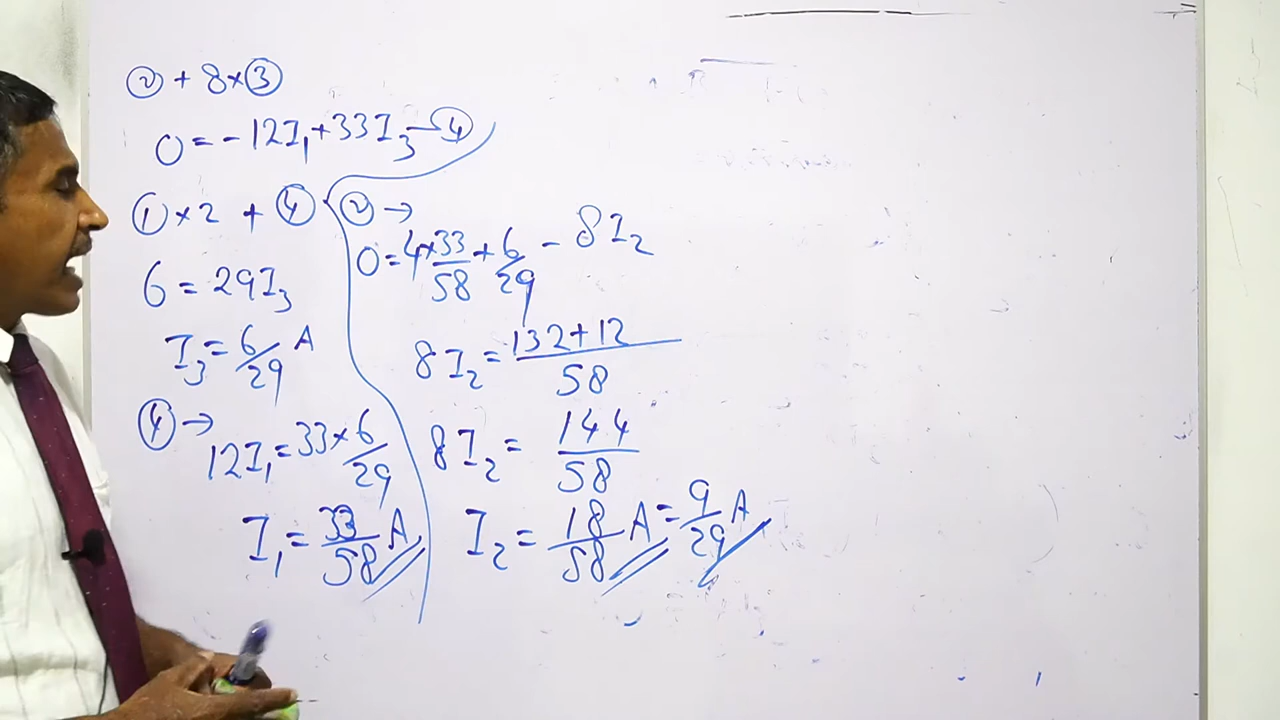 ② + 8×③
0 = -12I₁ + 33I₃ — ④
① × 2 + ④
6 = 29I₃
I₃ = 6/29 A
④ →
12I₁ = 33 × 6/29
I₁ = 33/58 A
② →
0 = 4×33/58 + 6/29 - 8I₂
8I₂ = 132+12/58
8I₂ = 144/58
I₂ = 18/58 A = 9/29 A